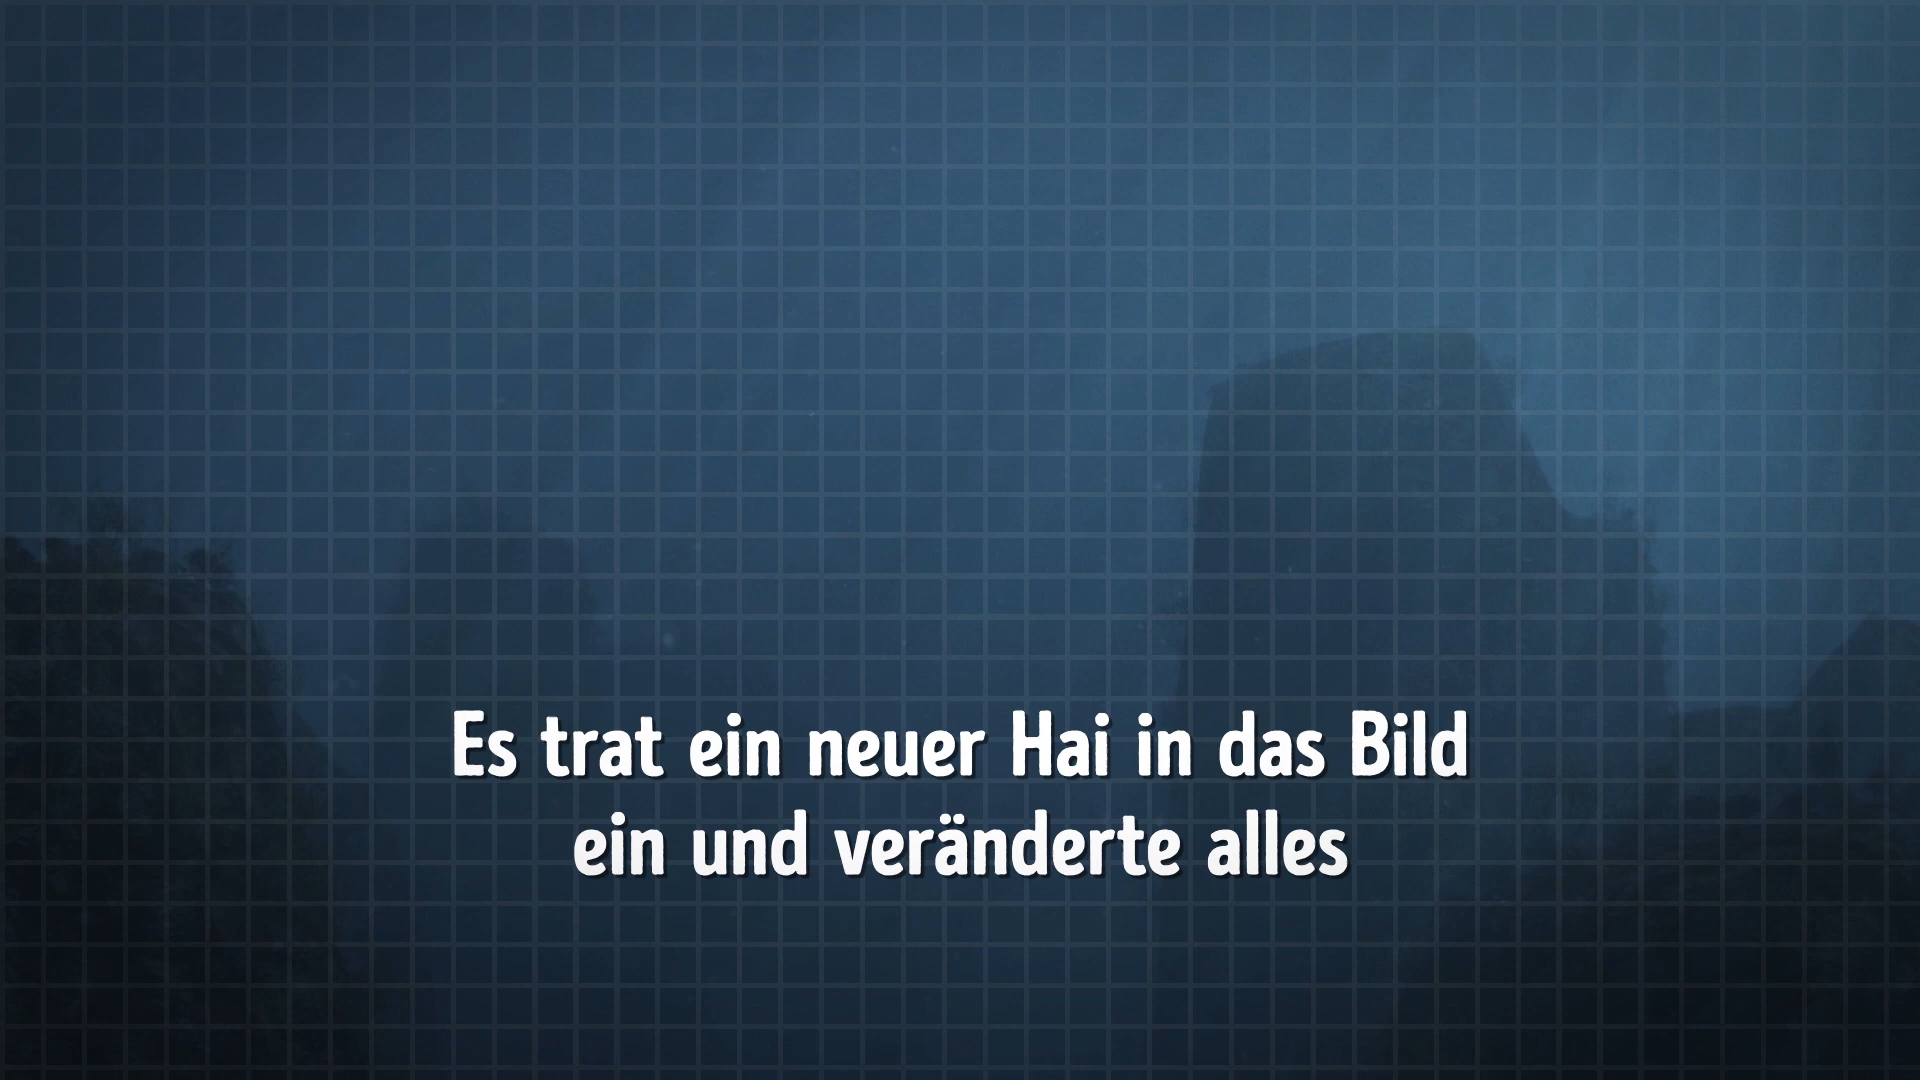 Es trat ein neuer Hai in das Bild
ein und veränderte alles